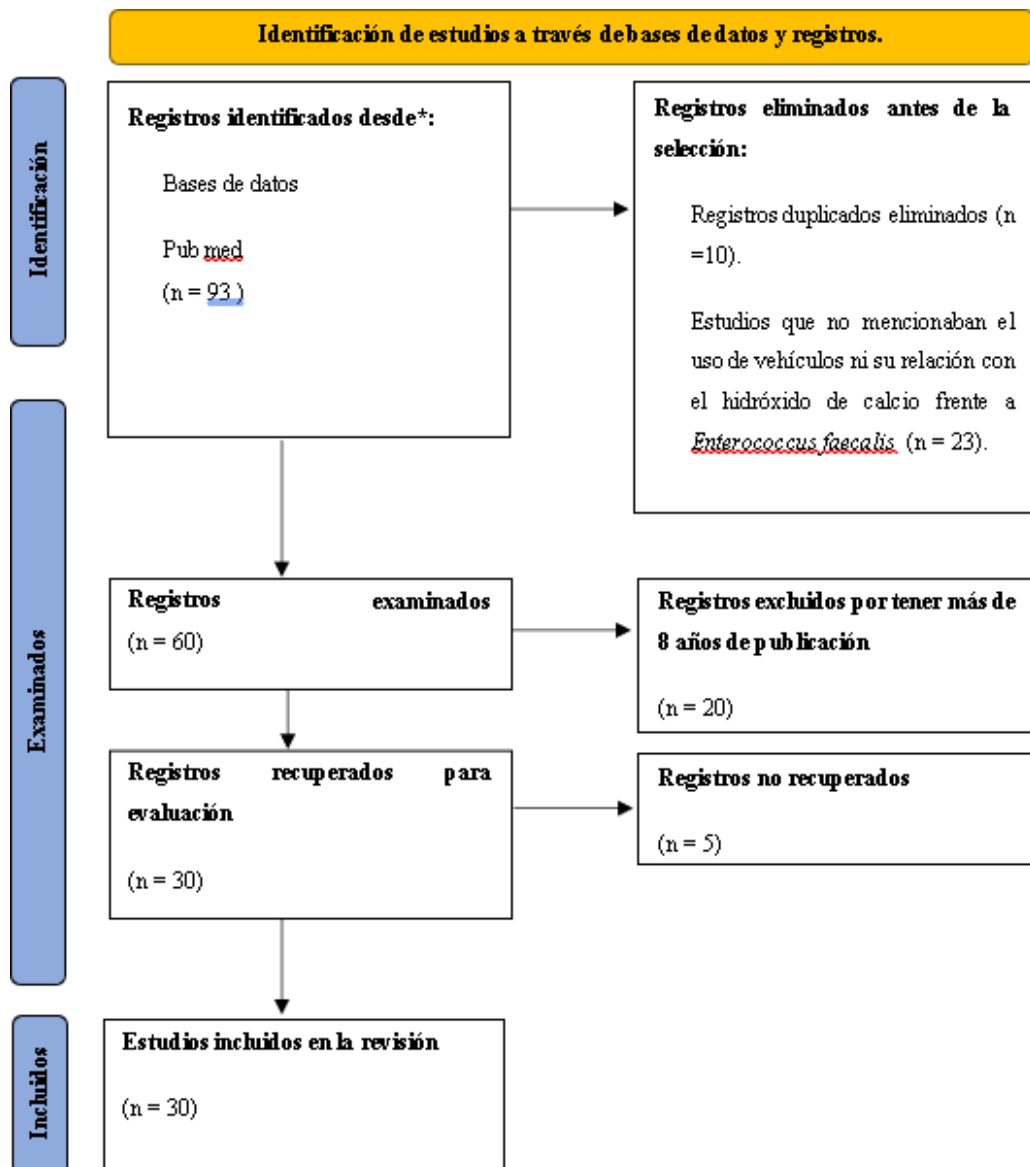 Identificación de estudios a través de bases de datos y registros.
Identificación
Registros identificados desde*:
Bases de datos
Pub med
(n = 93 )
Registros eliminados antes de la
selección:
Registros duplicados eliminados (n
=10).
Estudios que no mencionaban el
uso de vehículos ni su relación con
el hidróxido de calcio frente a
Enterococcus faecalis (n = 23).
Examinados
Registros examinados
(n = 60)
Registros excluidos por tener más de
8 años de publicación
(n = 20)
Registros recuperados para
evaluación
(n = 30)
Registros no recuperados
(n = 5)
Incluidos
Estudios incluidos en la revisión
(n = 30)